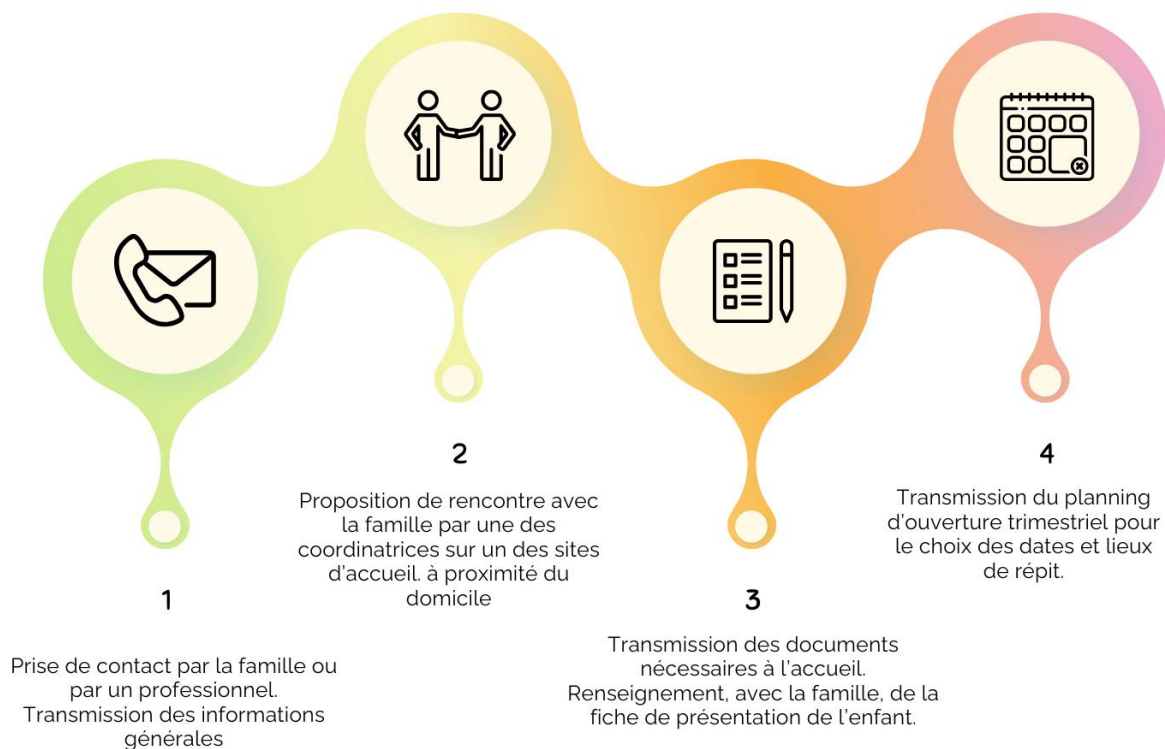 1
Prise de contact par la famille ou
par un professionnel.
Transmission des informations
générales
2
Proposition de rencontre avec
la famille par une des
coordinatrices sur un des sites
d'accueil. à proximité du
domicile
3
Transmission des documents
nécessaires à l'accueil.
Renseignement, avec la famille, de la
fiche de présentation de l'enfant.
4
Transmission du planning
d'ouverture trimestriel pour
le choix des dates et lieux
de répit.